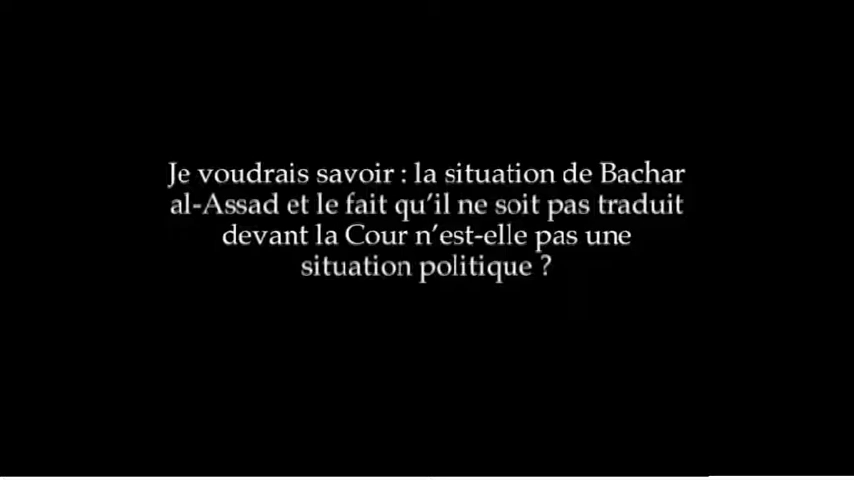 Je voudrais savoir : la situation de Bachar
al-Assad et le fait qu’il ne soit pas traduit
devant la Cour n’est-elle pas une
situation politique ?